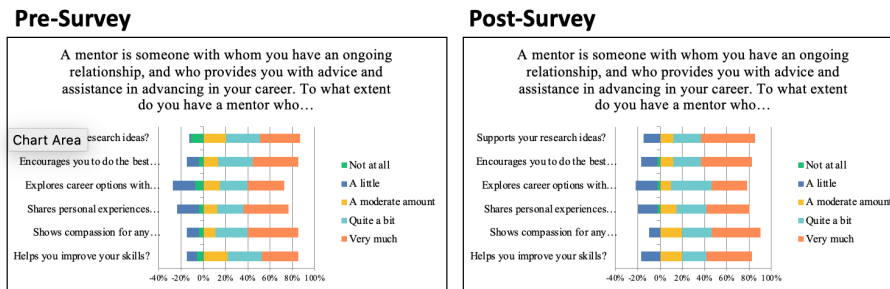 Pre-Survey
A mentor is someone with whom you have an ongoing
relationship, and who provides you with advice and
assistance in advancing in your career. To what extent
do you have a mentor who…
Chart Area
esearch ideas?
Encourages you to do the best…
Explores career options with…
Shares personal experiences…
Shows compassion for any…
Helps you improve your skills?
-40% -20% 0% 20% 40% 60% 80% 100%
Not at all
A little
A moderate amount
Quite a bit
Very much
Post-Survey
A mentor is someone with whom you have an ongoing
relationship, and who provides you with advice and
assistance in advancing in your career. To what extent
do you have a mentor who…
Supports your research ideas?
Encourages you to do the best…
Explores career options with…
Shares personal experiences…
Shows compassion for any…
Helps you improve your skills?
-40% -20% 0% 20% 40% 60% 80% 100%
Not at all
A little
A moderate amount
Quite a bit
Very much